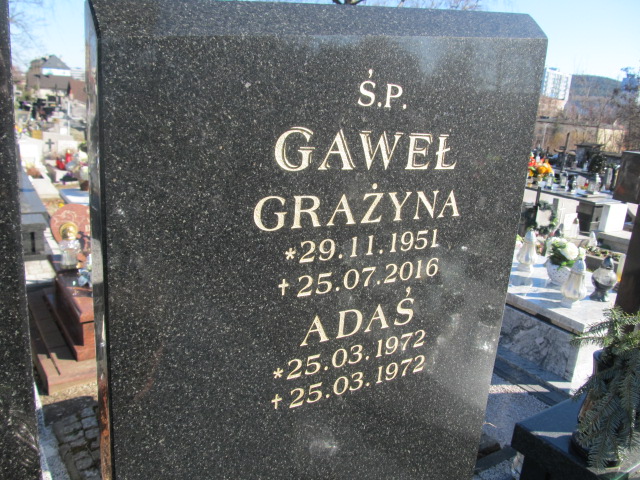 Ś.P.
GAWEŁ
GRAŻYNA
*29.11.1951
†25.07.2016
ADAŚ
*25.03.1972
†25.03.1972